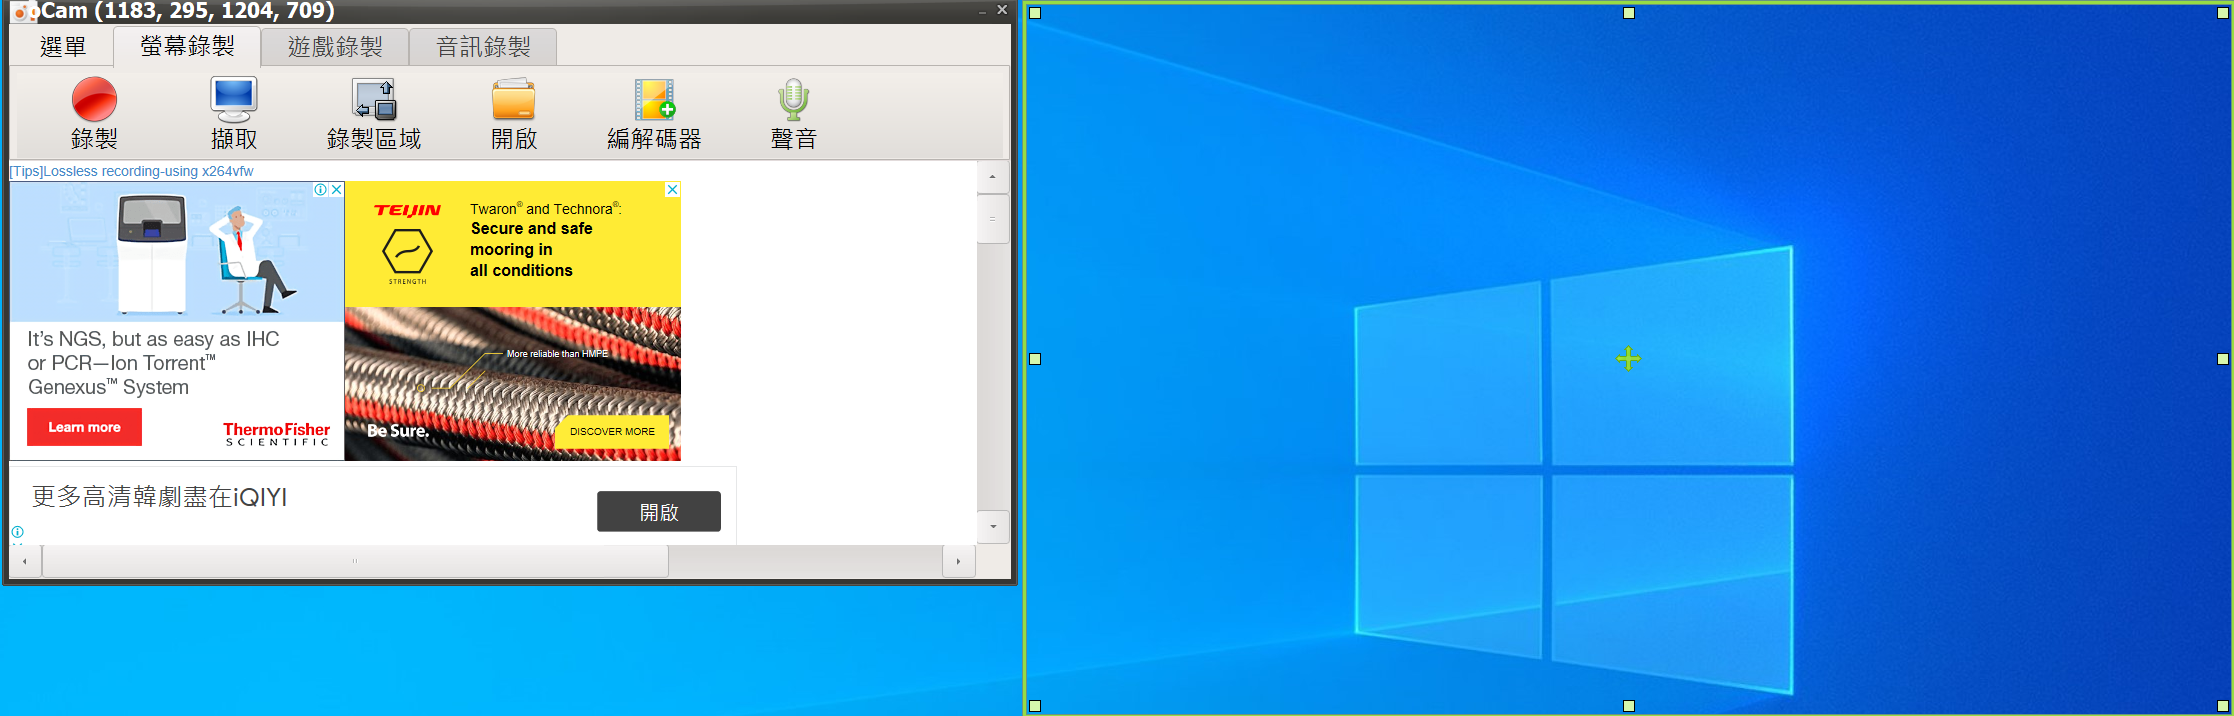 oCam (1183, 295, 1204, 709)
選單 螢幕錄製 遊戲錄製 音訊錄製
錄製 擷取 錄製區域 開啟 編解碼器 聲音
[Tips]Lossless recording-using x264vfw
It's NGS, but as easy as IHC
or PCR—Ion Torrent™
Genexus™ System
Learn more
ThermoFisher
SCIENTIFIC
TEIJIN
STRENGTH
Twaron® and Technora®:
Secure and safe
mooring in
all conditions
More reliable than HMPE
Be Sure.
DISCOVER MORE
更多高清韓劇盡在iQIYI
開啟